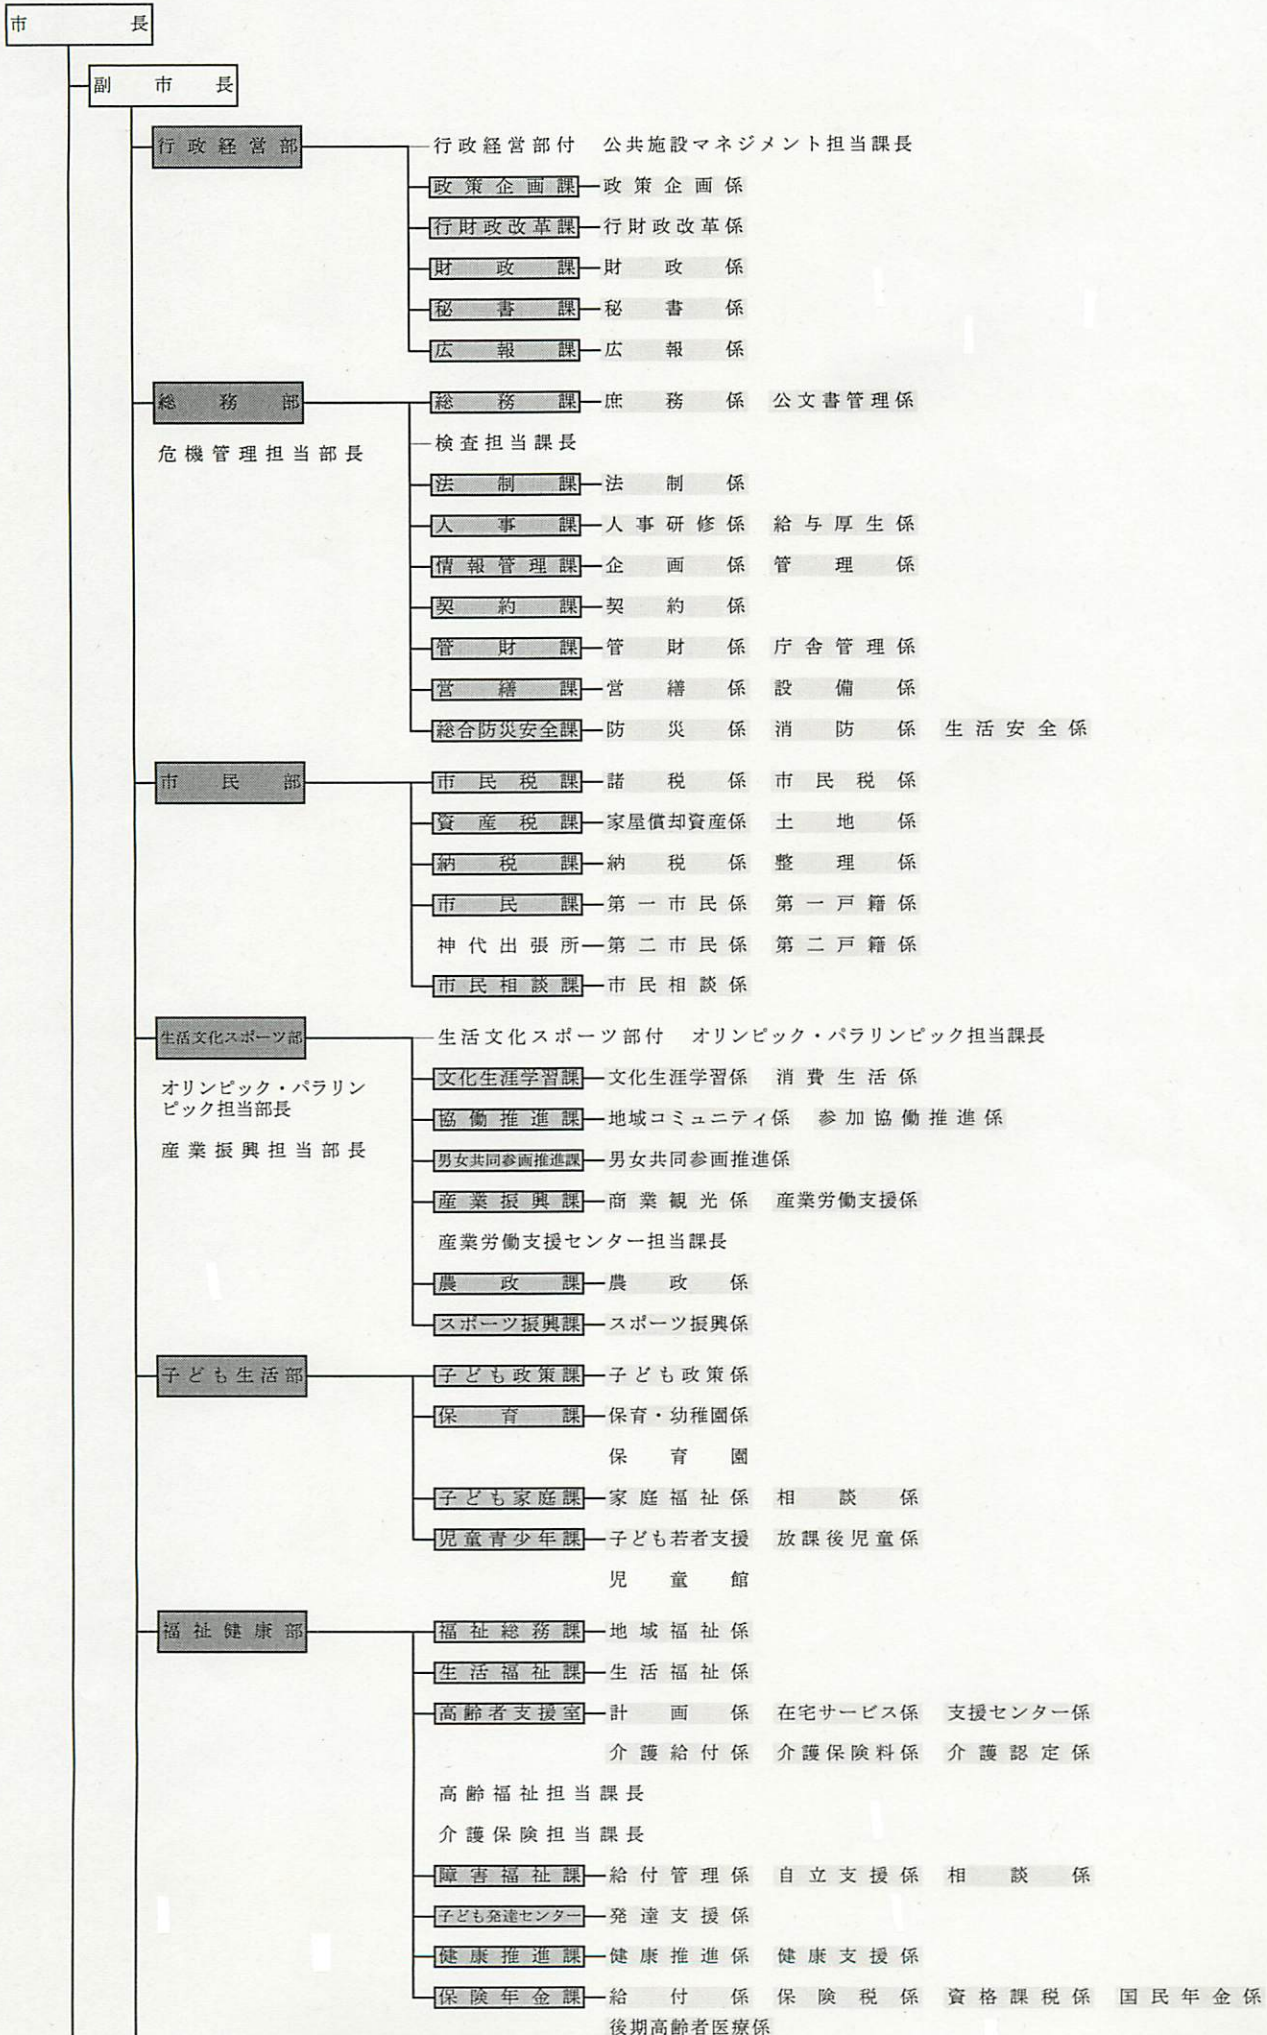 市長
副市長
行政経営部 行政経営部付 公共施設マネジメント担当課長
政策企画課 政策企画係
行財政改革課 行財政改革係
財政課 財政係
秘書課 秘書係
広報課 広報係
総務部 総務課 庶務係 公文書管理係
危機管理担当部長 検査担当課長
法制課 法制係
人事課 人事研修係 給与厚生係
情報管理課 企画係 管理係
契約課 契約係
管財課 管財係 庁舎管理係
営繕課 営繕係 設備係
総合防災安全課 防災係 消防係 生活安全係
市民部 市民税課 諸税係 市民税係
資産税課 家屋償却資産係 土地係
納税課 納税係 整理係
市民課 第一市民係 第一戸籍係
神代出張所 第二市民係 第二戸籍係
市民相談課 市民相談係
生活文化スポーツ部 生活文化スポーツ部付 オリンピック・パラリンピック担当課長
オリンピック・パラリン
ピック担当部長
産業振興担当部長
文化生涯学習課 文化生涯学習係 消費生活係
協働推進課 地域コミュニティ係 参加協働推進係
男女共同参画推進課 男女共同参画推進係
産業振興課 商業観光係 産業労働支援係
産業労働支援センター担当課長
農政課 農政係
スポーツ振興課 スポーツ振興係
子ども生活部 子ども政策課 子ども政策係
保育課 保育・幼稚園係
保育園
子ども家庭課 家庭福祉係 相談係
児童青少年課 子ども若者支援 放課後児童係
児童館
福祉健康部 福祉総務課 地域福祉係
生活福祉課 生活福祉係
高齢者支援室 計画係 在宅サービス係 支援センター係
介護給付係 介護保険料係 介護認定係
高齢福祉担当課長
介護保険担当課長
障害福祉課 給付管理係 自立支援係 相談係
子ども発達センター 発達支援係
健康推進課 健康推進係 健康支援係
保険年金課 給付係 保険税係 資格課税係 国民年金係
後期高齢者医療係